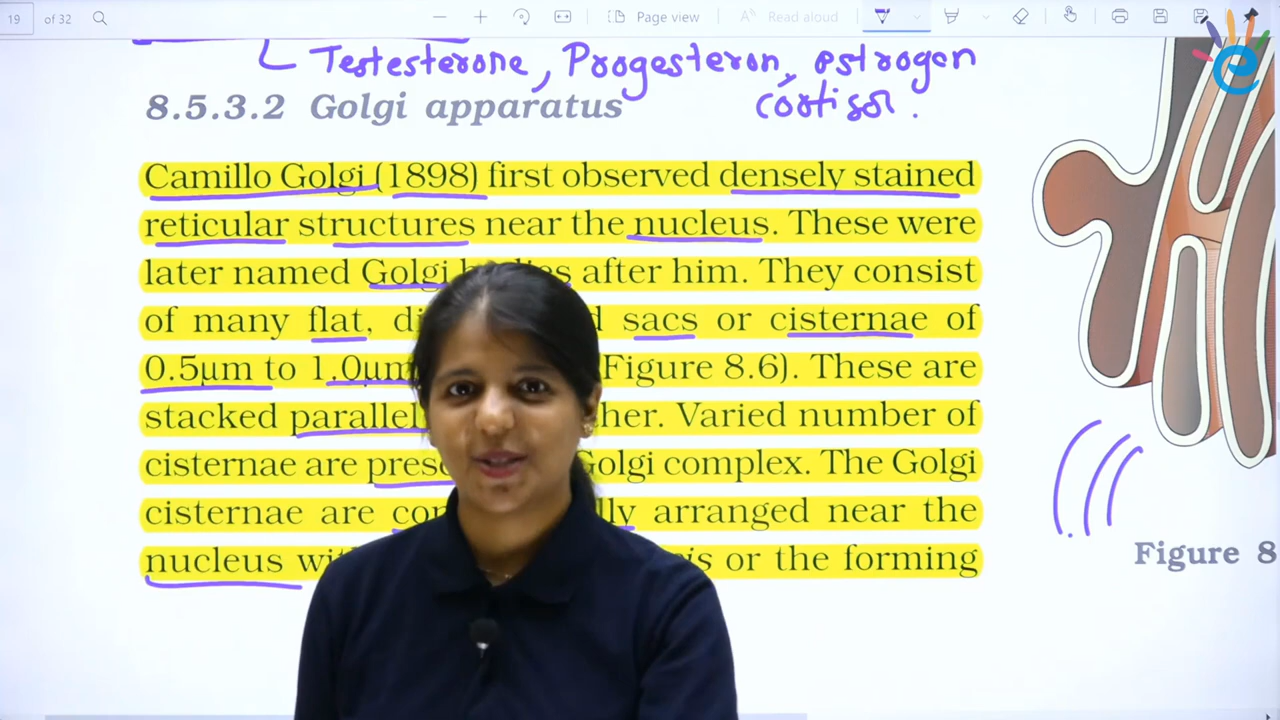 19 of 32 Page view Read aloud
Testesterone, Progesteron, estrogen
cortisol.
8.5.3.2 Golgi apparatus
Camillo Golgi (1898) first observed densely stained
reticular structures near the nucleus. These were
later named Golgi after him. They consist
of many flat, sacs or cisternae of
0.5µm to 1.0µm Figure 8.6). These are
stacked parallel Varied number of
cisternae are Golgi complex. The Golgi
cisternae are arranged near the
nucleus or the forming
Figure 8